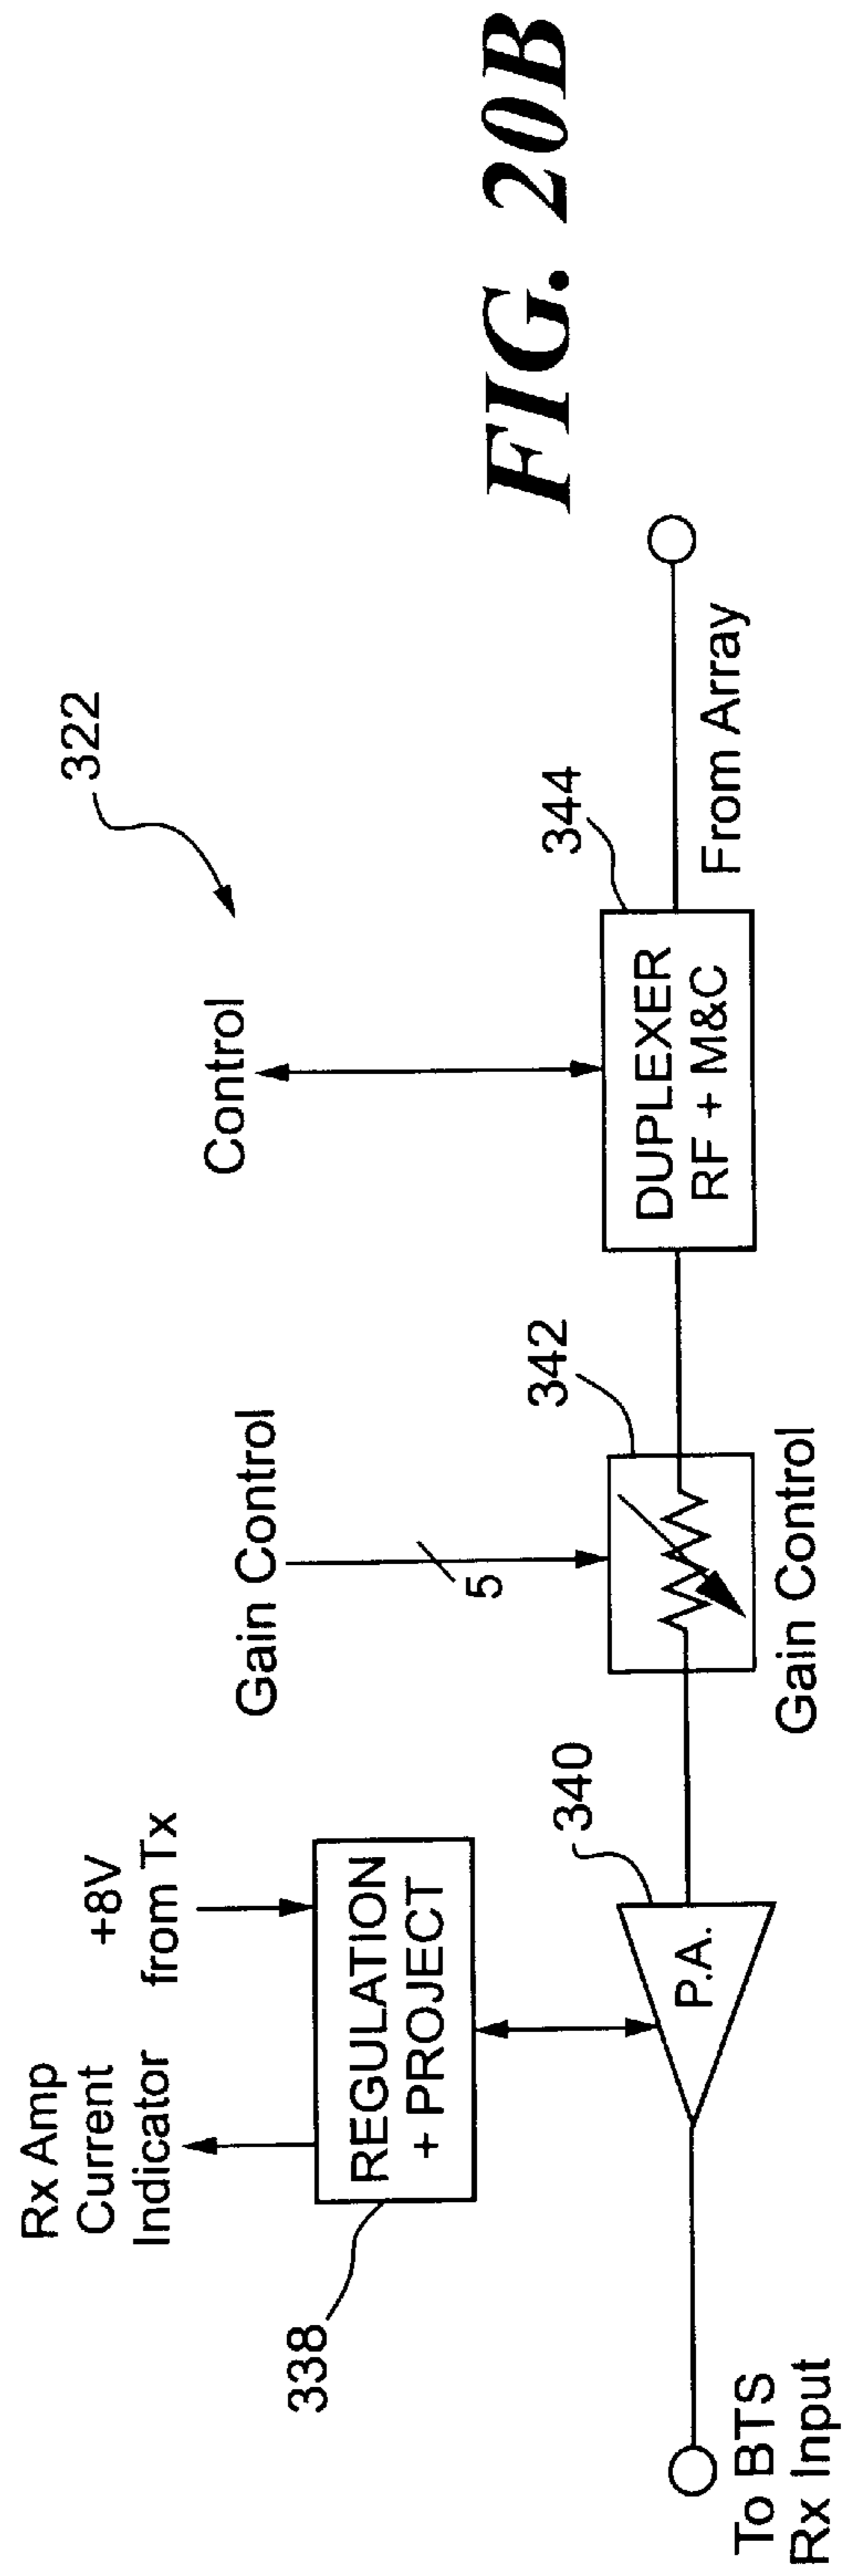 Rx Amp
Current
Indicator
+8V
from Tx
338
REGULATION
+ PROJECT
Gain Control
5
Control
322
340
P.A.
342
Gain Control
344
DUPLEXER
RF + M&C
From Array
To BTS
Rx Input
FIG. 20B